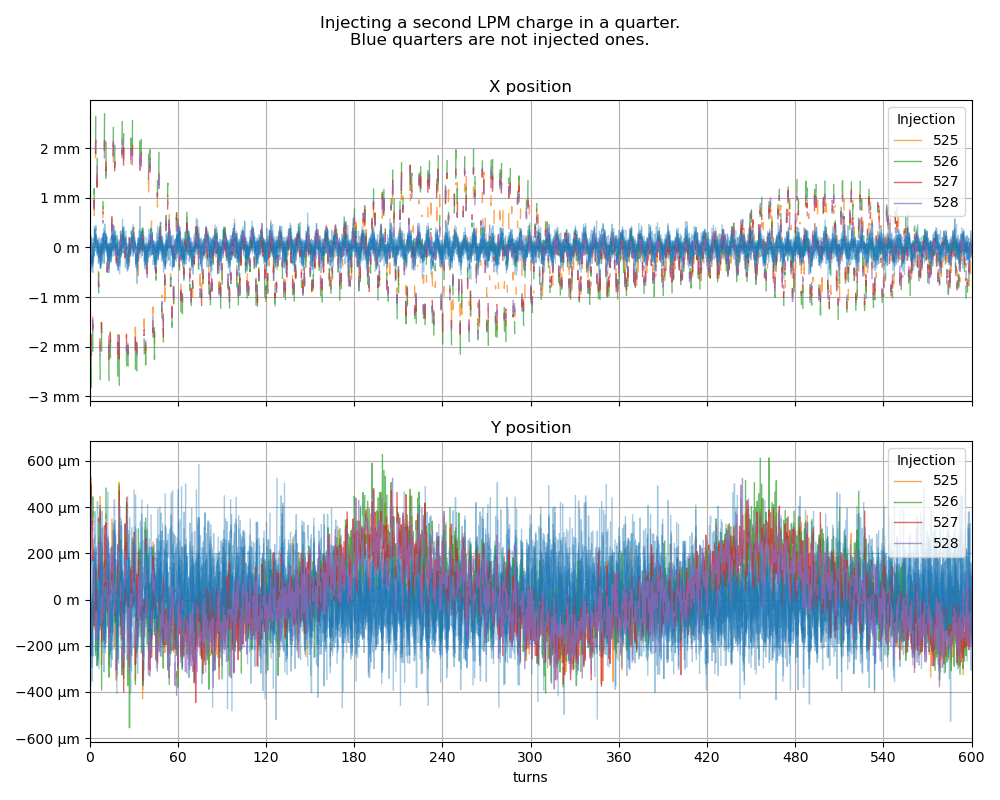 Injecting a second LPM charge in a quarter.
Blue quarters are not injected ones.
X position
2 mm
1 mm
0 m
−1 mm
−2 mm
−3 mm
Injection
525
526
527
528
Y position
600 µm
400 µm
200 µm
0 m
−200 µm
−400 µm
−600 µm
Injection
525
526
527
528
0 60 120 180 240 300 360 420 480 540 600
turns